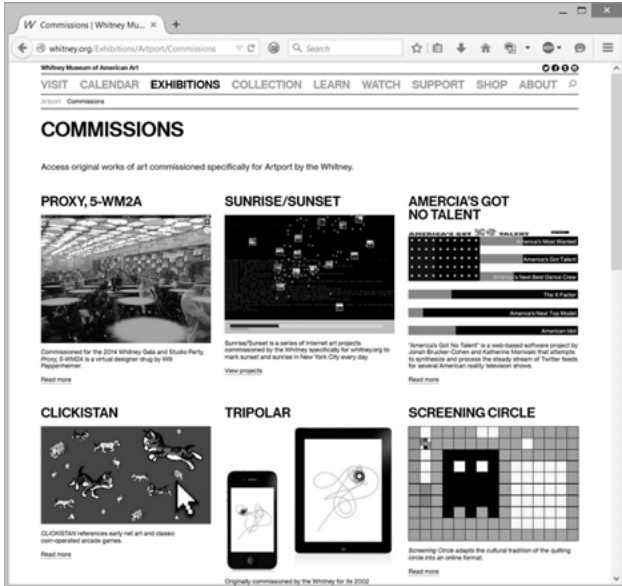 W Commissions | Whitney Mu... × +
whitney.org/Exhibitions/Artport/Commissions
Search
Whitney Museum of American Art
VISIT CALENDAR EXHIBITIONS COLLECTION LEARN WATCH SUPPORT SHOP ABOUT
Artport Commissions
COMMISSIONS
Access original works of art commissioned specifically for Artport by the Whitney.
PROXY, 5-WM2A
Commissioned for the 2014 Whitney Gala and Studio Party,
Proxy, 5-WM2A is a virtual designer drug by Will
Pappenheimer.
Read more
SUNRISE/SUNSET
Sunrise/Sunset is a series of Internet art projects
commissioned by the Whitney specifically for whitney.org to
mark sunset and sunrise in New York City every day.
View projects
AMERCIA'S GOT
NO TALENT
AMERICA'S GOT NO TALENT
America's Most Wanted
America's Got Talent
America's Next Best Dance Crew
The X Factor
America's Next Top Model
American Idol
"America's Got No Talent" is a web-based software project by
Jonah Brucker-Cohen and Katherine Moriwaki that attempts
to synthesize and process the steady stream of Twitter feeds
for several American reality television shows.
Read more
CLICKISTAN
CLICKISTAN references early net art and classic
coin-operated arcade games.
Read more
TRIPOLAR
Originally commissioned by the Whitney for its 2002
SCREENING CIRCLE
Screening Circle adapts the cultural tradition of the quilting
circle into an online format.
Read more